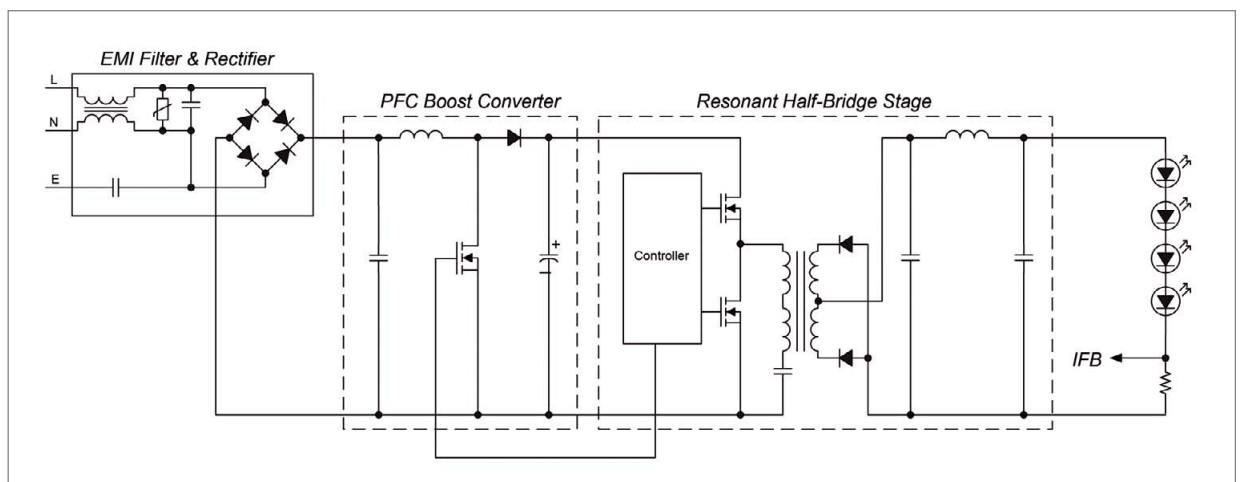 EMI Filter & Rectifier
L
N
E
PFC Boost Converter
+
Resonant Half-Bridge Stage
Controller
IFB